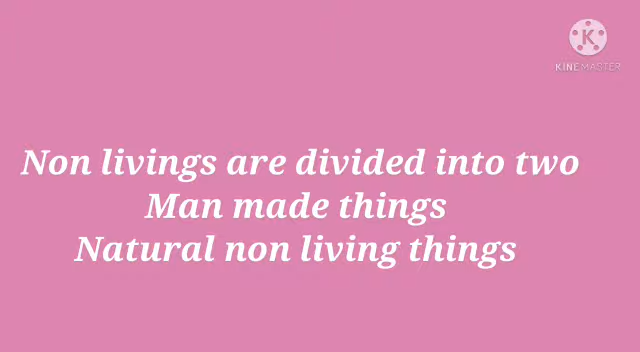 KINEMASTER
Non livings are divided into two
Man made things
Natural non living things